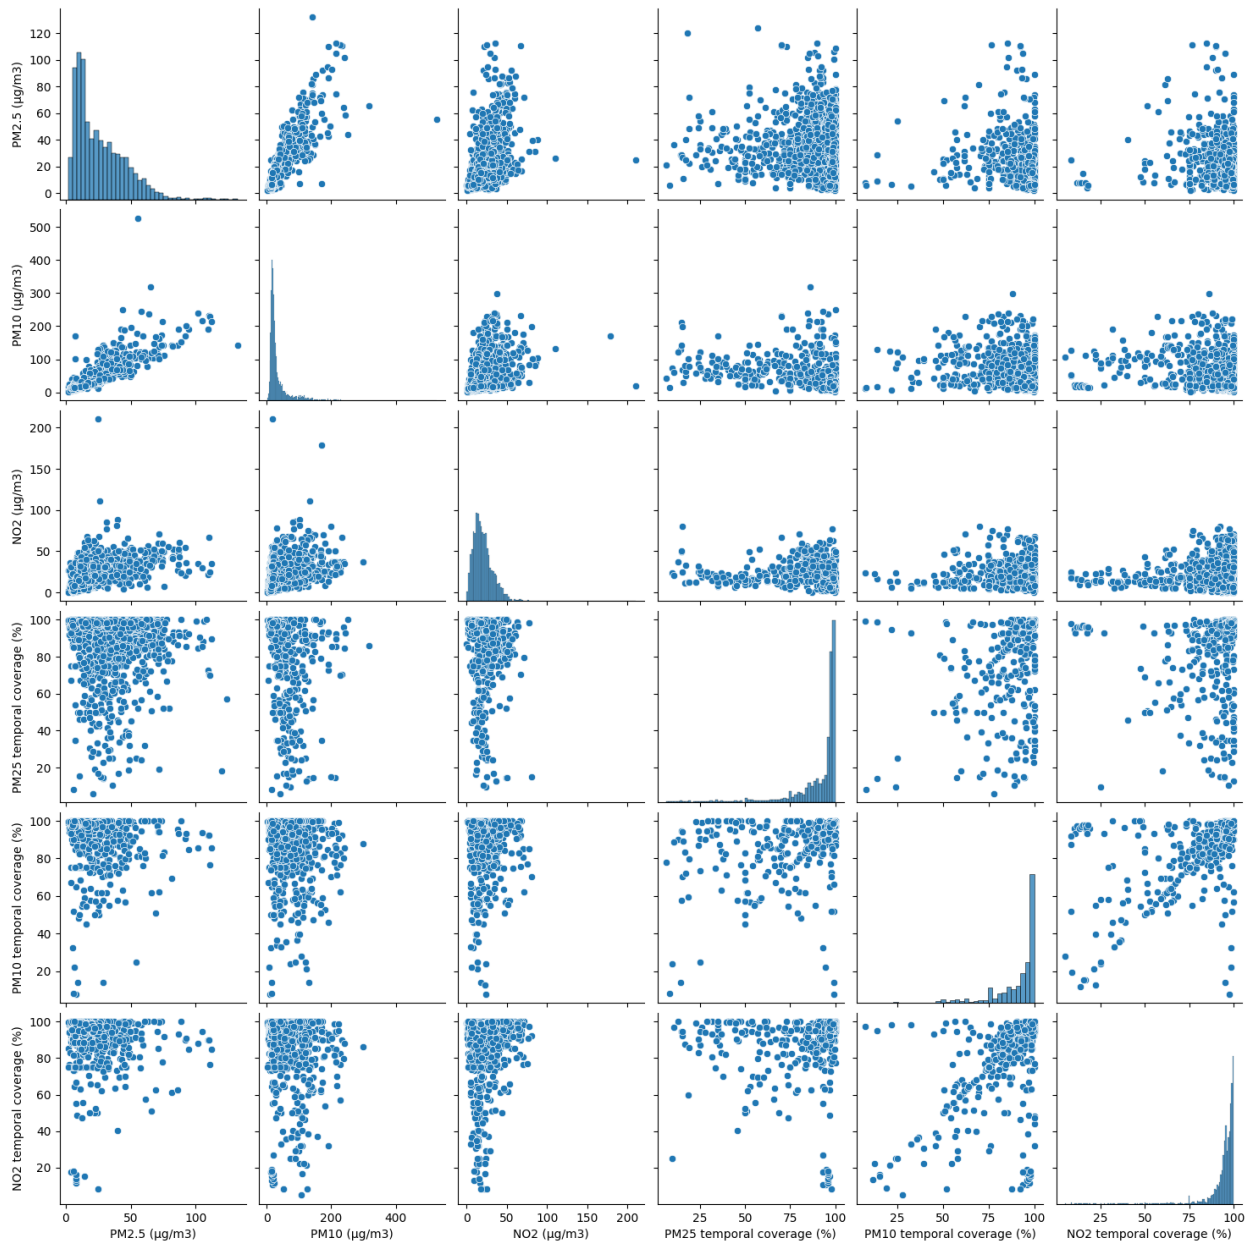 PM2.5 (μg/m3)
120
100
80
60
40
20
0
PM10 (μg/m3)
500
400
300
200
100
0
NO2 (μg/m3)
200
150
100
50
0
PM25 temporal coverage (%)
100
80
60
40
20
PM10 temporal coverage (%)
100
80
60
40
20
NO2 temporal coverage (%)
100
80
60
40
20
0 100
0 200 400
0 50 100 150 200
25 50 75 100
25 50 75 100
25 50 75 100
PM2.5 (μg/m3)
PM10 (μg/m3)
NO2 (μg/m3)
PM25 temporal coverage (%)
PM10 temporal coverage (%)
NO2 temporal coverage (%)